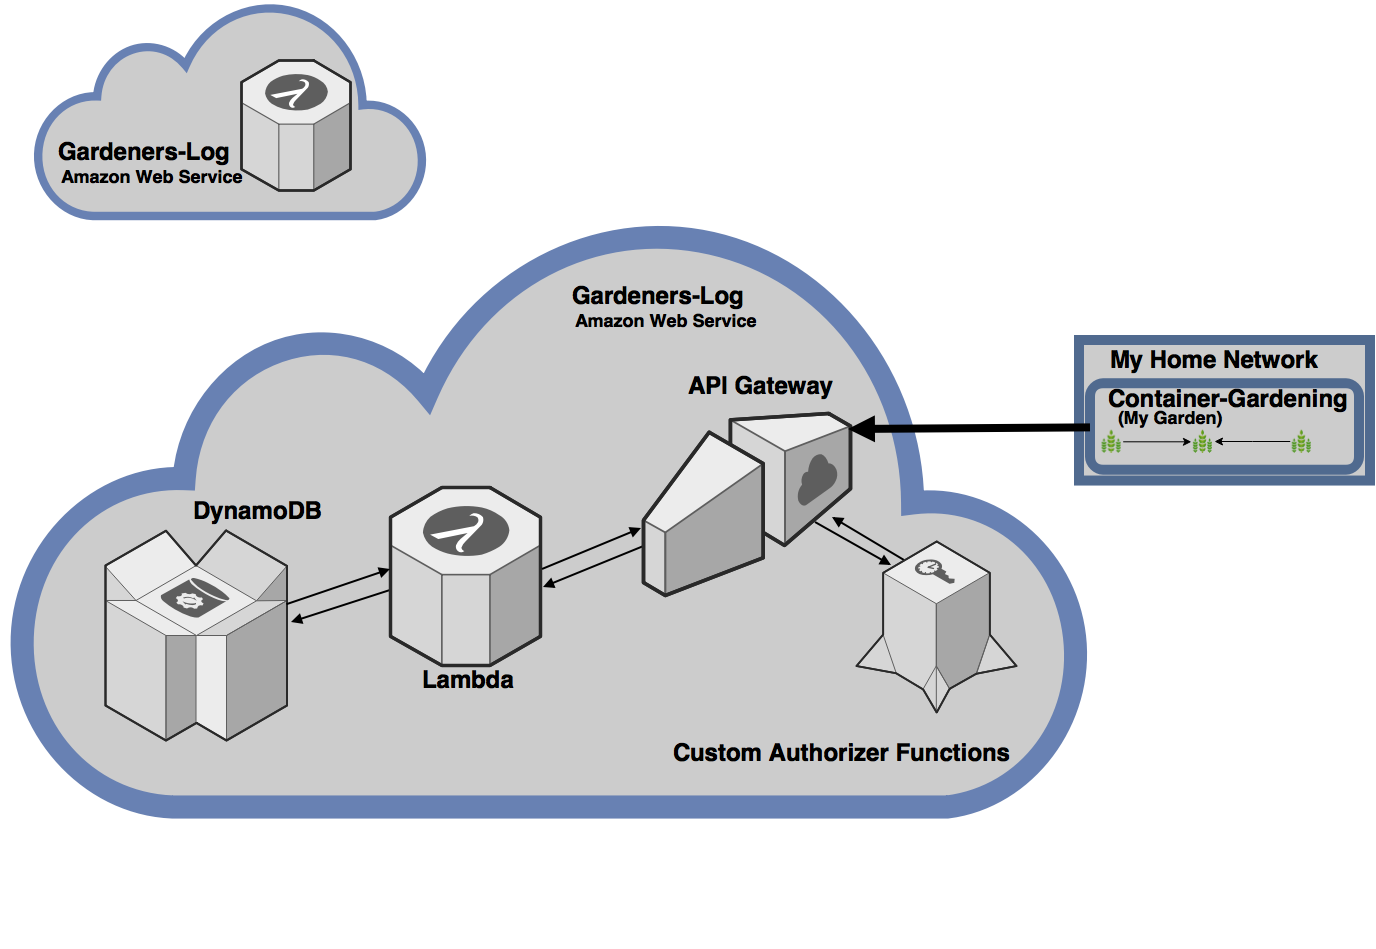 Gardeners-Log
Amazon Web Service
Gardeners-Log
Amazon Web Service
API Gateway
My Home Network
Container-Gardening
(My Garden)
DynamoDB
Lambda
Custom Authorizer Functions